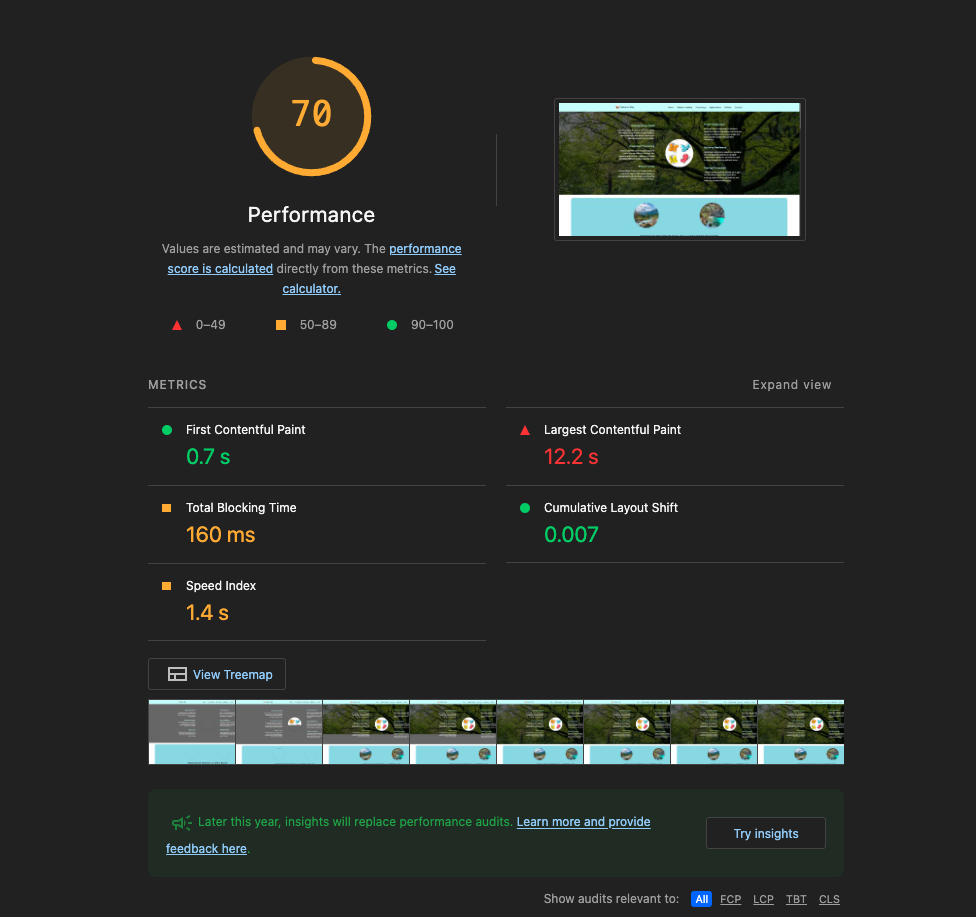 70
Performance
Values are estimated and may vary. The performance
score is calculated directly from these metrics. See
calculator.
0–49
50–89
90–100
METRICS
Expand view
First Contentful Paint
0.7 s
Largest Contentful Paint
12.2 s
Total Blocking Time
160 ms
Cumulative Layout Shift
0.007
Speed Index
1.4 s
View Treemap
Later this year, insights will replace performance audits. Learn more and provide
feedback here.
Try insights
Show audits relevant to: All FCP LCP TBT CLS